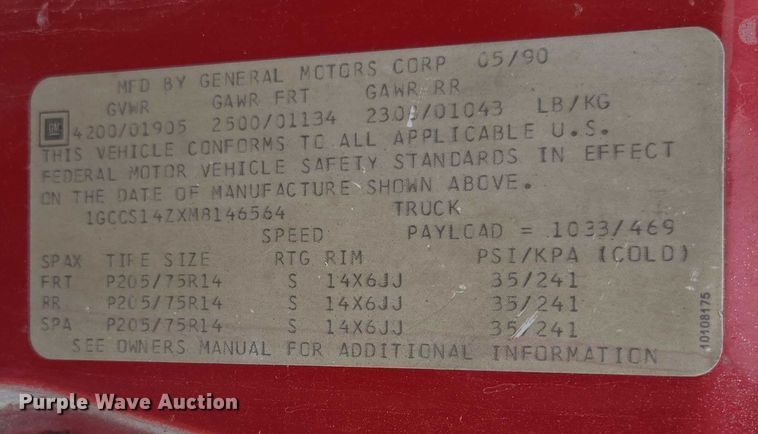 MFD BY GENERAL MOTORS CORP 05/90
GVWR GAWR FRT GAWR RR
GM 4200/01905 2500/01134 2300/01043 LB/KG
THIS VEHICLE CONFORMS TO ALL APPLICABLE U.S.
FEDERAL MOTOR VEHICLE SAFETY STANDARDS IN EFFECT
ON THE DATE OF MANUFACTURE SHOWN ABOVE.
1GCCS14ZXM8146564 TRUCK
SPEED PAYLOAD = 1033/469
SPAX TIRE SIZE RTG RIM PSI/KPA (COLD)
FRT P205/75R14 S 14X6JJ 35/241
RR P205/75R14 S 14X6JJ 35/241
SPA P205/75R14 S 14X6JJ 35/241
SEE OWNERS MANUAL FOR ADDITIONAL INFORMATION
10108175
Purple Wave Auction